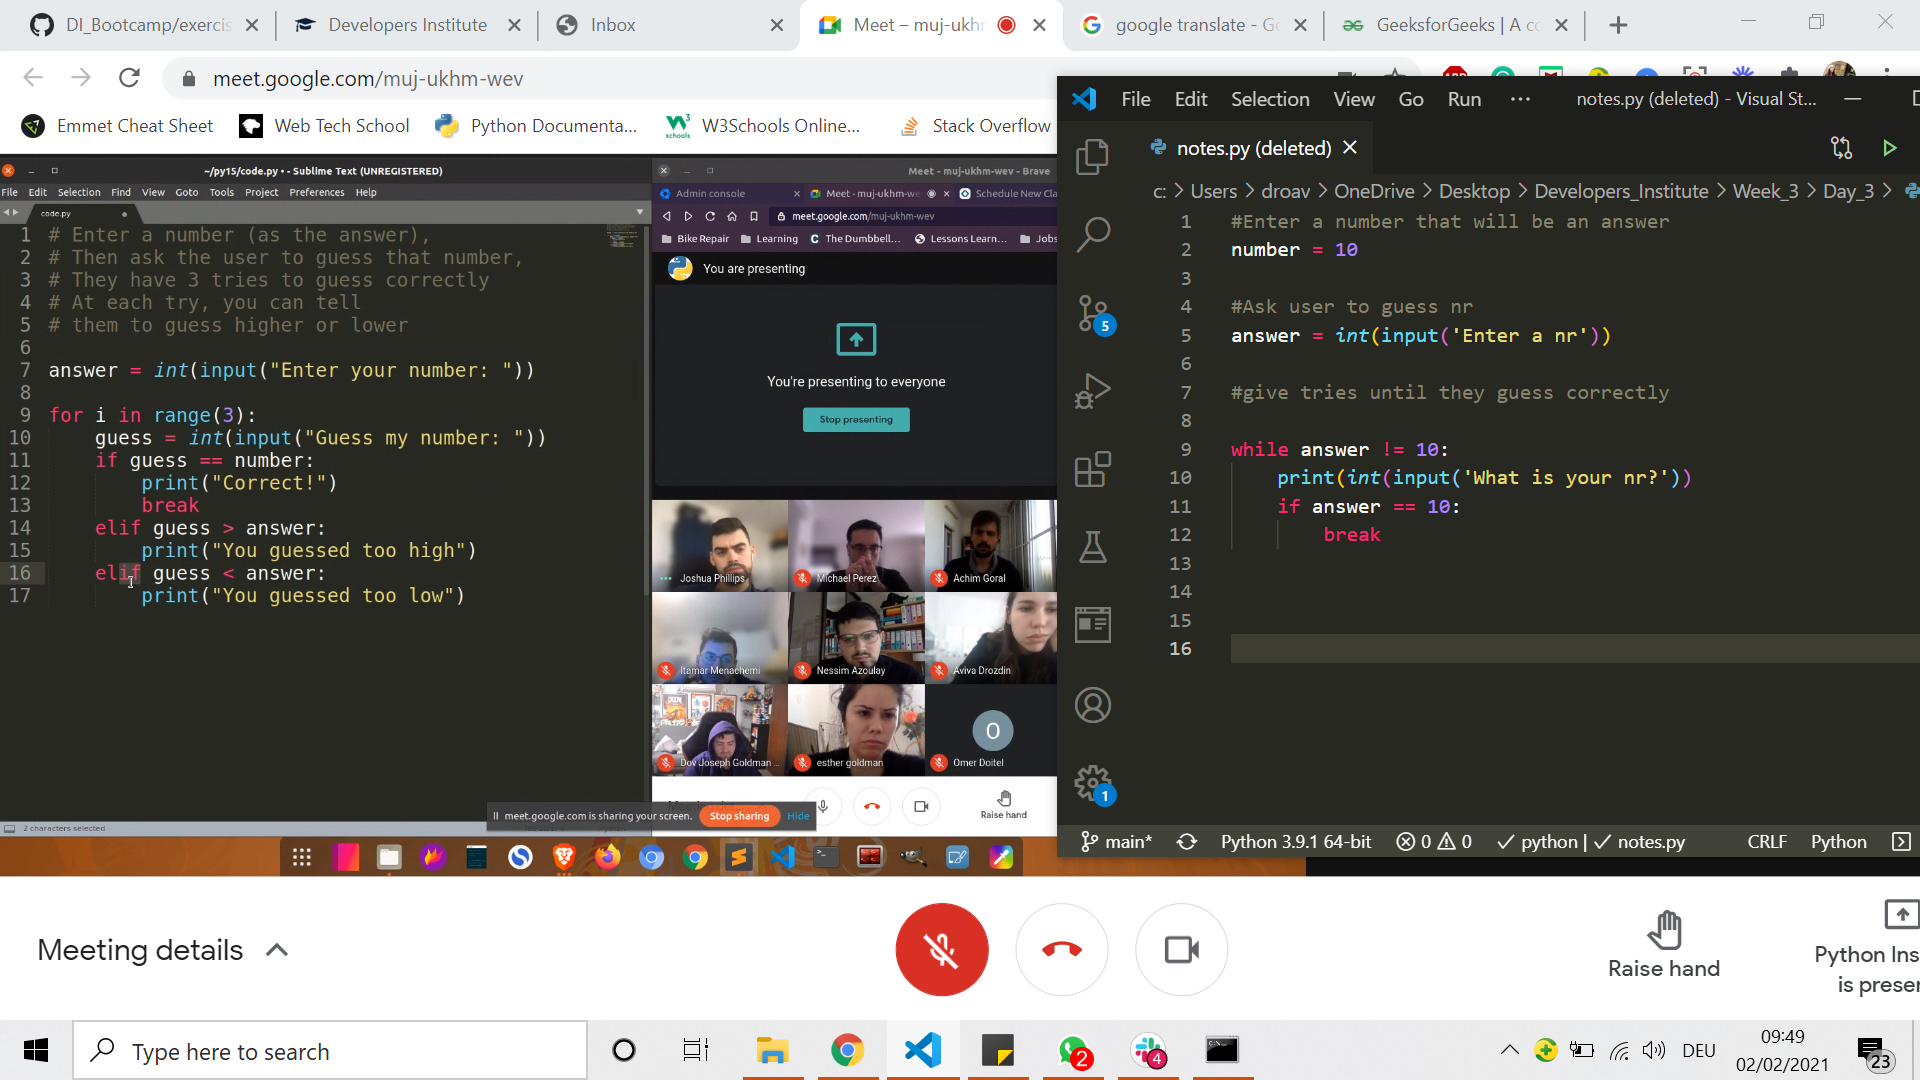 DI_Bootcamp/exercis
Developers Institute
Inbox
Meet – muj-ukhm
google translate - Go
GeeksforGeeks | A co
meet.google.com/muj-ukhm-wev
Emmet Cheat Sheet
Web Tech School
Python Documenta...
W3Schools Online...
Stack Overflow
~/py15/code.py • - Sublime Text (UNREGISTERED)
File Edit Selection Find View Goto Tools Project Preferences Help
code.py
1 # Enter a number (as the answer),
2 # Then ask the user to guess that number,
3 # They have 3 tries to guess correctly
4 # At each try, you can tell
5 # them to guess higher or lower
6
7 answer = int(input("Enter your number: "))
8
9 for i in range(3):
10 guess = int(input("Guess my number: "))
11 if guess == number:
12 print("Correct!")
13 break
14 elif guess > answer:
15 print("You guessed too high")
16 elif guess < answer:
17 print("You guessed too low")
2 characters selected
Meet - muj-ukhm-wev - Brave
Admin console
Meet - muj-ukhm-we
Schedule New Cla
meet.google.com/muj-ukhm-wev
Bike Repair
Learning
The Dumbbell...
Lessons Learn...
Jobs
You are presenting
You're presenting to everyone
Stop presenting
Joshua Phillips
Michael Perez
Achim Goral
Itamar Menachemi
Nessim Azoulay
Aviva Drozdin
Dov Joseph Goldman ...
esther goldman
O
Omer Doitel
meet.google.com is sharing your screen.
Stop sharing
Hide
Raise hand
File Edit Selection View Go Run ···
notes.py (deleted) - Visual St...
notes.py (deleted)
c: > Users > droav > OneDrive > Desktop > Developers_Institute > Week_3 > Day_3 >
1 #Enter a number that will be an answer
2 number = 10
3
4 #Ask user to guess nr
5 answer = int(input('Enter a nr'))
6
7 #give tries until they guess correctly
8
9 while answer != 10:
10 print(int(input('What is your nr?'))
11 if answer == 10:
12 break
13
14
15
16
5
1
main*
Python 3.9.1 64-bit
0 0
python | notes.py
CRLF
Python
Meeting details
Raise hand
Python Ins
is preser
Type here to search
2
4
DEU
09:49
02/02/2021
23